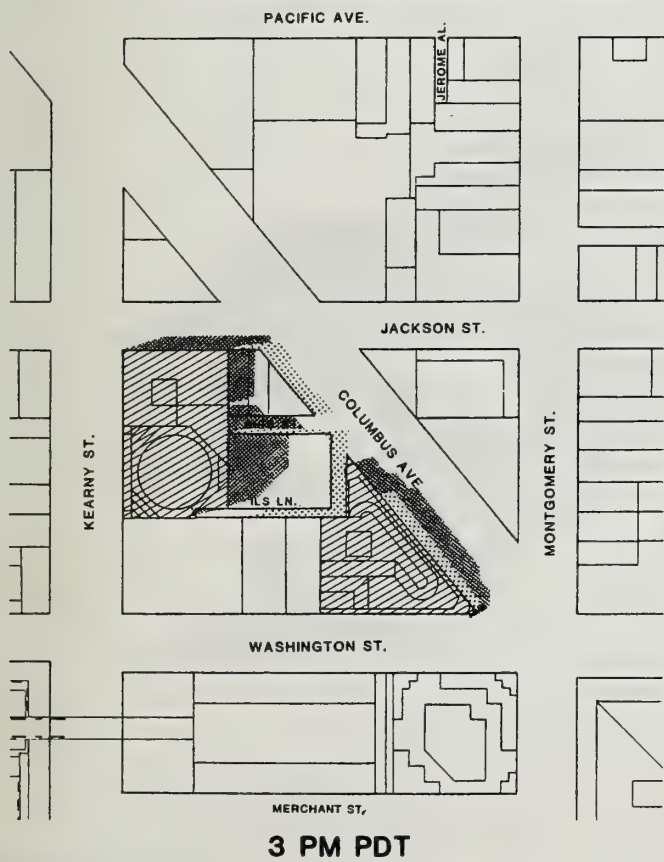 PACIFIC AVE.
JEROME AL.
JACKSON ST.
COLUMBUS AVE
KEARNY ST.
MONTGOMERY ST.
ILS LN.
WASHINGTON ST.
MERCHANT ST.
3 PM PDT